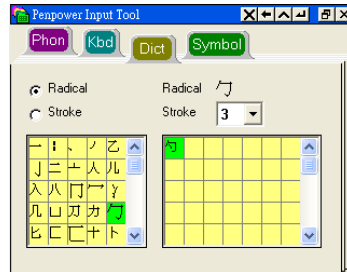 Penpower Input Tool
Phon Kbd Dict Symbol
Radical Radical 勹
Stroke Stroke 3
一 丨 丶 丿 乙 勺
亅 二 亠 人 儿
入 八 冂 冖 冫
几 凵 刀 力 勹
匕 匚 匸 十 卜